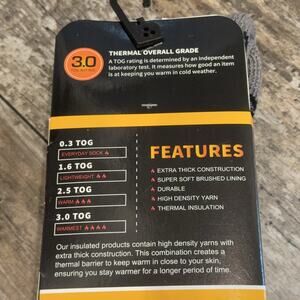 3.0
TOG RATING
THERMAL OVERALL GRADE
A TOG rating is determined by an independent
laboratory test. It measures how good an item
is at keeping you warm in cold weather.
0.3 TOG
EVERYDAY SOCK
1.6 TOG
LIGHTWEIGHT
2.5 TOG
WARM
3.0 TOG
WARMEST
FEATURES
EXTRA THICK CONSTRUCTION
SUPER SOFT BRUSHED LINING
DURABLE
HIGH DENSITY YARN
THERMAL INSULATION
Our insulated products contain high density yarns with
extra thick construction. This combination creates a
thermal barrier to keep warm in close to your skin,
ensuring you stay warmer for a longer period of time.